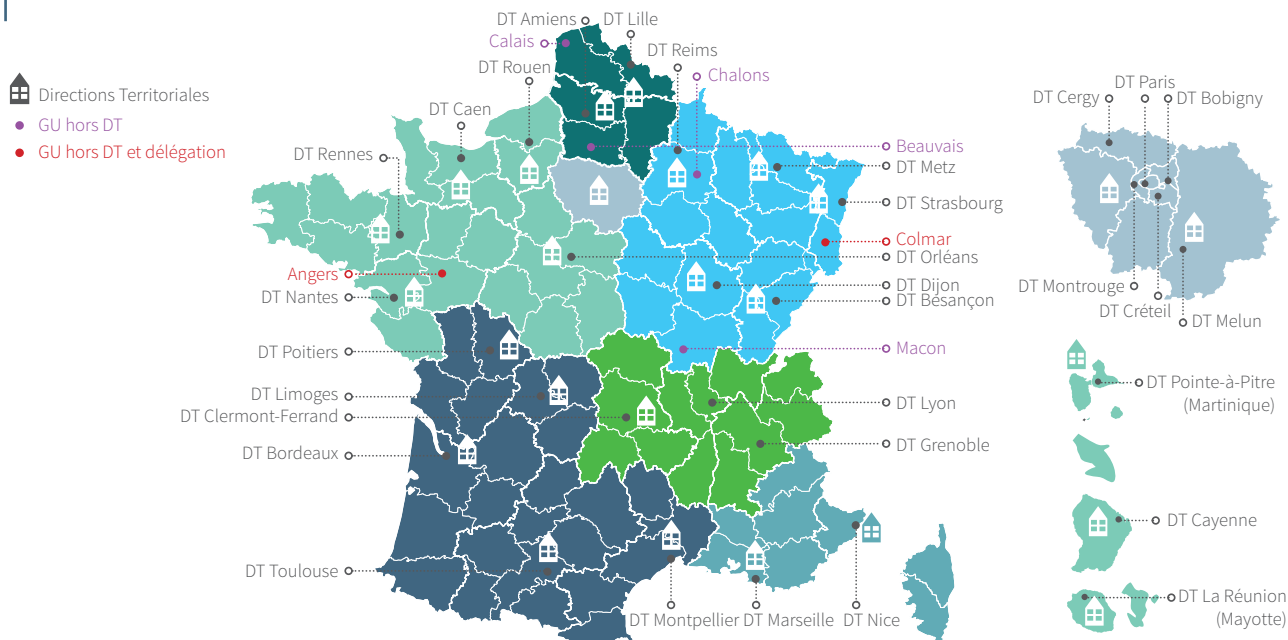 Directions Territoriales
GU hors DT
GU hors DT et délégation
DT Amiens
DT Lille
Calais
DT Reims
DT Rouen
Chalons
DT Caen
DT Rennes
Beauvais
DT Metz
DT Strasbourg
Colmar
DT Orléans
Angers
DT Nantes
DT Dijon
DT Bésançon
Macon
DT Poitiers
DT Limoges
DT Clermont-Ferrand
DT Lyon
DT Grenoble
DT Bordeaux
DT Toulouse
DT Montpellier
DT Marseille
DT Nice
DT Paris
DT Cergy
DT Bobigny
DT Montrouge
DT Créteil
DT Melun
DT Pointe-à-Pitre
(Martinique)
DT Cayenne
DT La Réunion
(Mayotte)